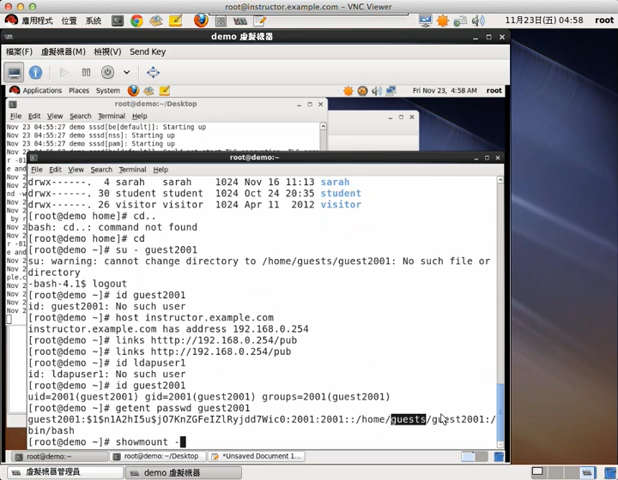 root@instructor.example.com - VNC Viewer
應用程式 位置 系統 11月23日(五) 04:58 root
demo 虛擬機器
檔案(F) 虛擬機器(M) 檢視(V) Send Key
Applications Places System Fri Nov 23, 4:58 AM root
root@demo:~/Desktop
File Edit View Search Terminal Help
Nov 23 04:55:27 demo sssd[be[default]]: Starting up
Nov 23 04:55:27 demo sssd[nss]: Starting up
Nov 23 04:55:27 demo sssd[pam]: Starting up
root@demo:~
File Edit View Search Terminal Help
drwx------. 4 sarah sarah 1024 Nov 16 11:13 sarah
drwx------. 30 student student 1024 Oct 24 20:35 student
drwx------. 26 visitor visitor 1024 Apr 11 2012 visitor
[root@demo home]# cd..
bash: cd..: command not found
[root@demo home]# cd
[root@demo ~]# su - guest2001
su: warning: cannot change directory to /home/guests/guest2001: No such file or
directory
-bash-4.1$ logout
[root@demo ~]# id guest2001
id: guest2001: No such user
[root@demo ~]# host instructor.example.com
instructor.example.com has address 192.168.0.254
[root@demo ~]# links htttp://192.168.0.254/pub
[root@demo ~]# links http://192.168.0.254/pub
[root@demo ~]# id ldapuser1
id: ldapuser1: No such user
[root@demo ~]# id guest2001
uid=2001(guest2001) gid=2001(guest2001) groups=2001(guest2001)
[root@demo ~]# getent passwd guest2001
guest2001:$1$n1A2hI5u$jO7KnZGFeIZlRyjdd7Wic0:2001:2001::/home/guests/guest2001:/
bin/bash
[root@demo ~]# showmount -
root@demo:~ root@demo:~/Desktop *Unsaved Document 1...
虛擬機器管理員 demo 虛擬機器